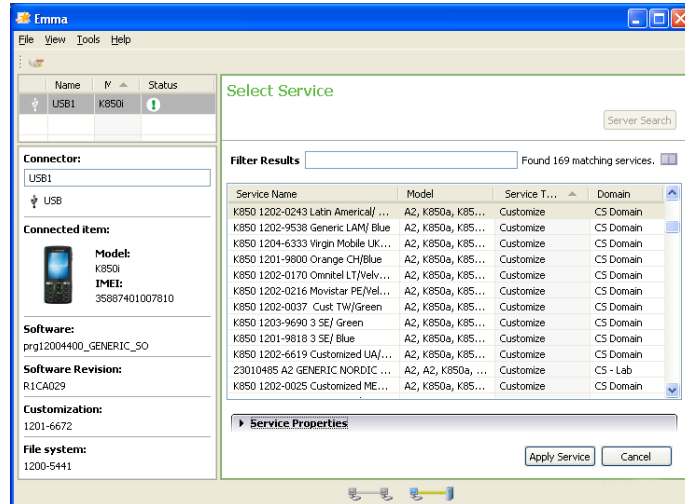 Emma
File View Tools Help
Name M Status
USB1 K850i
Select Service
Server Search
Connector:
USB1
USB
Connected item:
Model:
K850i
IMEI:
35887401007810
Software:
prg12004400_GENERIC_SO
Software Revision:
R1CA029
Customization:
1201-6672
File system:
1200-5441
Filter Results Found 169 matching services.
Service Name Model Service T... Domain
K850 1202-0243 Latin Americal/ ... A2, K850a, K85... Customize CS Domain
K850 1202-9538 Generic LAM/ Blue A2, K850a, K85... Customize CS Domain
K850 1204-6333 Virgin Mobile UK... A2, K850a, K85... Customize CS Domain
K850 1201-9800 Orange CH/Blue A2, K850a, K85... Customize CS Domain
K850 1202-0170 Omnitel LT/Velv... A2, K850a, K85... Customize CS Domain
K850 1202-0216 Movistar PE/Vel... A2, K850a, K85... Customize CS Domain
K850 1202-0037 Cust TW/Green A2, K850a, K85... Customize CS Domain
K850 1203-9690 3 SE/ Green A2, K850a, K85... Customize CS Domain
K850 1201-9818 3 SE/ Blue A2, K850a, K85... Customize CS Domain
K850 1202-6619 Customized UA/... A2, K850a, K85... Customize CS Domain
23010485 A2 GENERIC NORDIC ... A2, A2, K850a, ... Customize CS - Lab
K850 1202-0025 Customized ME... A2, K850a, K85... Customize CS Domain
Service Properties
Apply Service Cancel